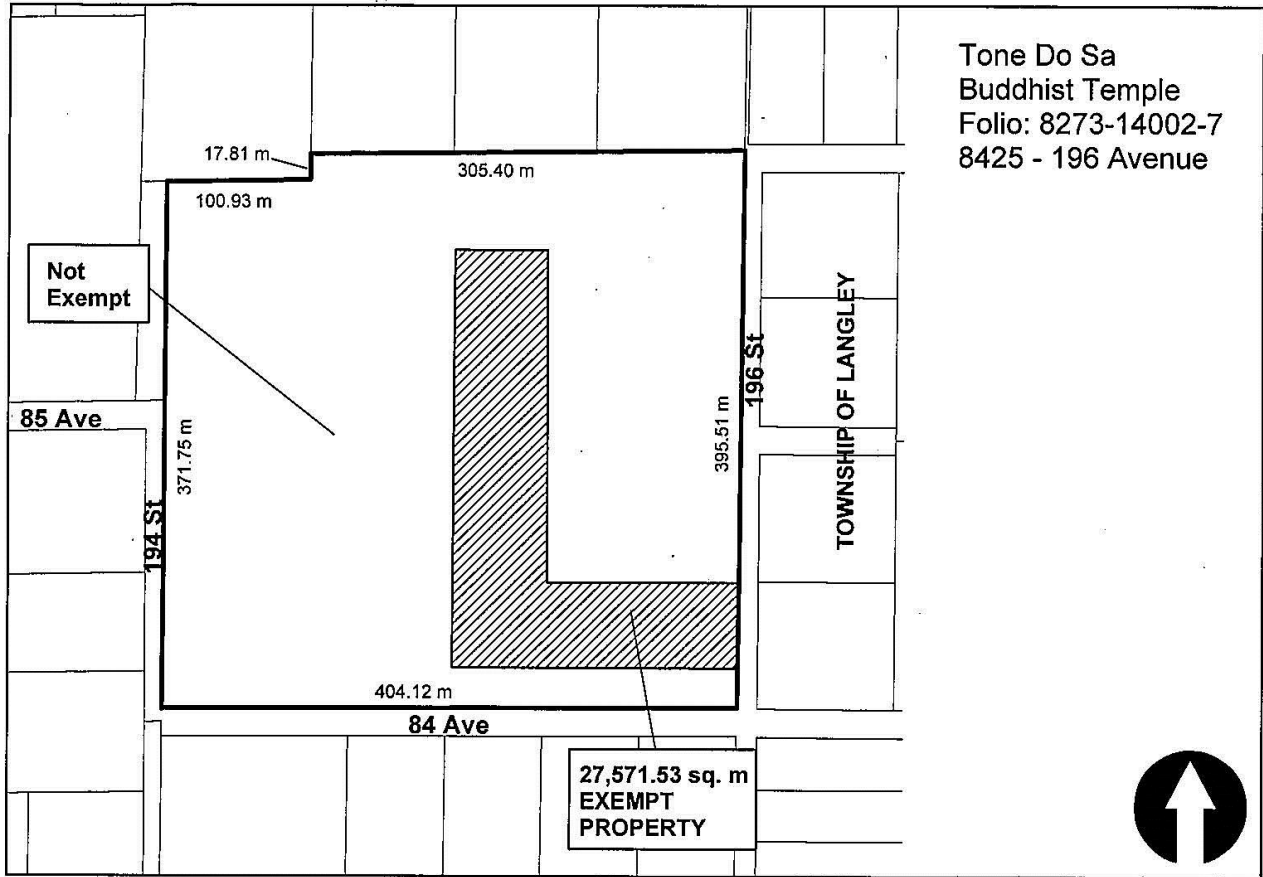 Tone Do Sa
Buddhist Temple
Folio: 8273-14002-7
8425 - 196 Avenue
17.81 m
305.40 m
100.93 m
Not
Exempt
196 St
TOWNSHIP OF LANGLEY
85 Ave
371.75 m
395.51 m
194 St
404.12 m
84 Ave
27,571.53 sq. m
EXEMPT
PROPERTY